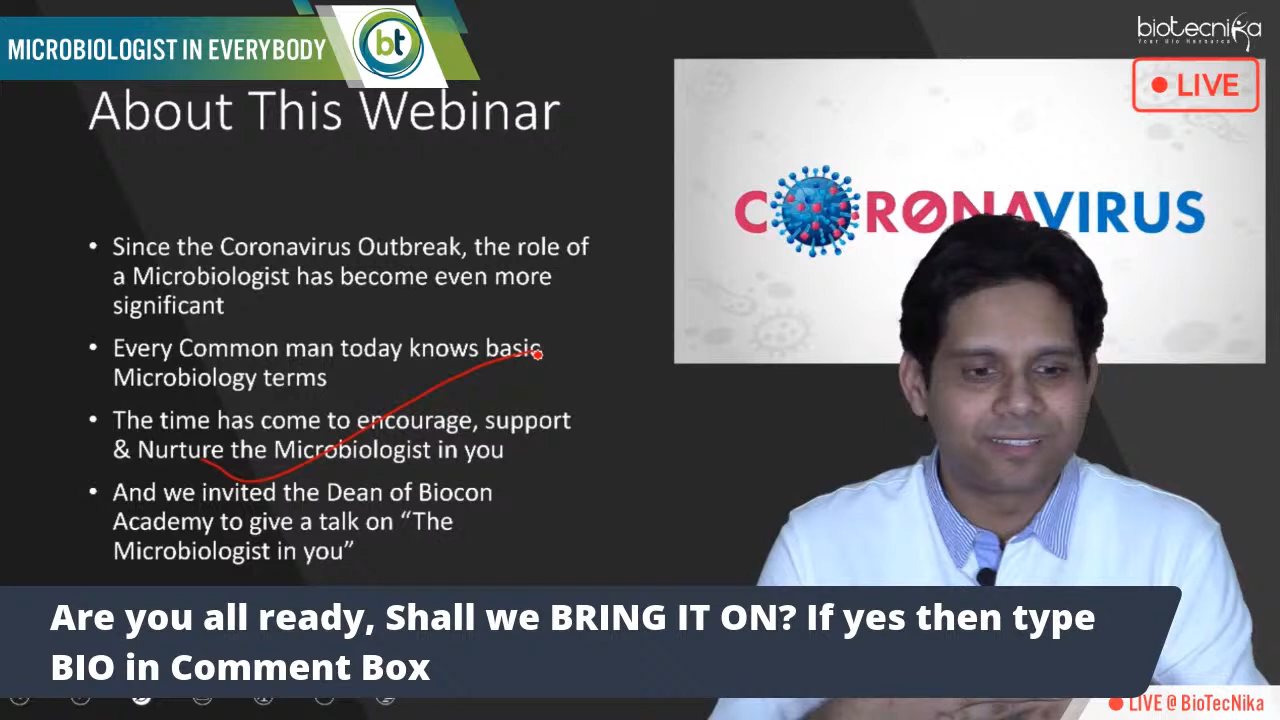 MICROBIOLOGIST IN EVERYBODY
bt
biotecnika
Your Bio Resource
LIVE
About This Webinar
CORONAVIRUS
• Since the Coronavirus Outbreak, the role of
a Microbiologist has become even more
significant
• Every Common man today knows basic
Microbiology terms
• The time has come to encourage, support
& Nurture the Microbiologist in you
• And we invited the Dean of Biocon
Academy to give a talk on “The
Microbiologist in you”
Are you all ready, Shall we BRING IT ON? If yes then type
BIO in Comment Box
LIVE @ BioTecNika